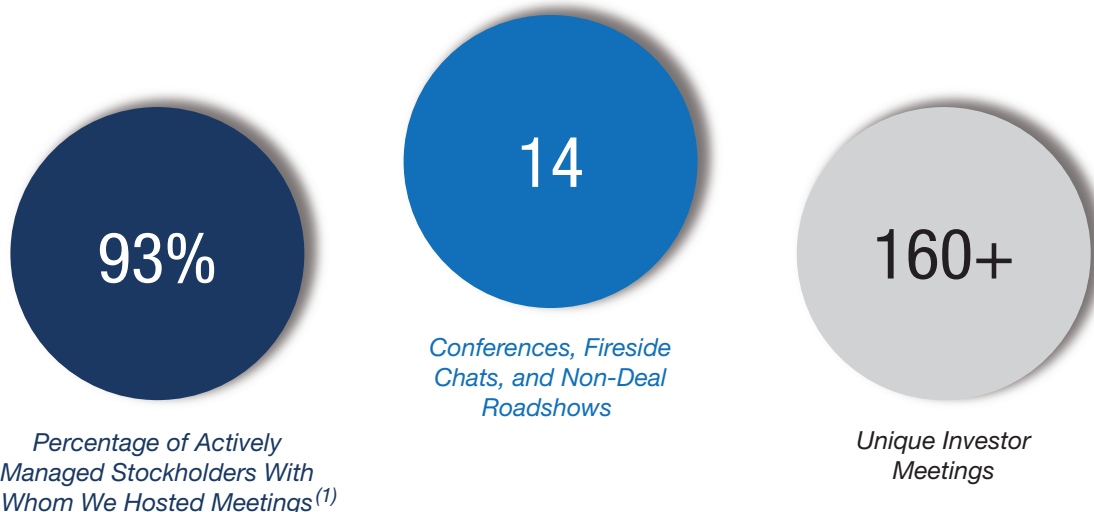 93%
Percentage of Actively
Managed Stockholders With
Whom We Hosted Meetings(1)
14
Conferences, Fireside
Chats, and Non-Deal
Roadshows
160+
Unique Investor
Meetings